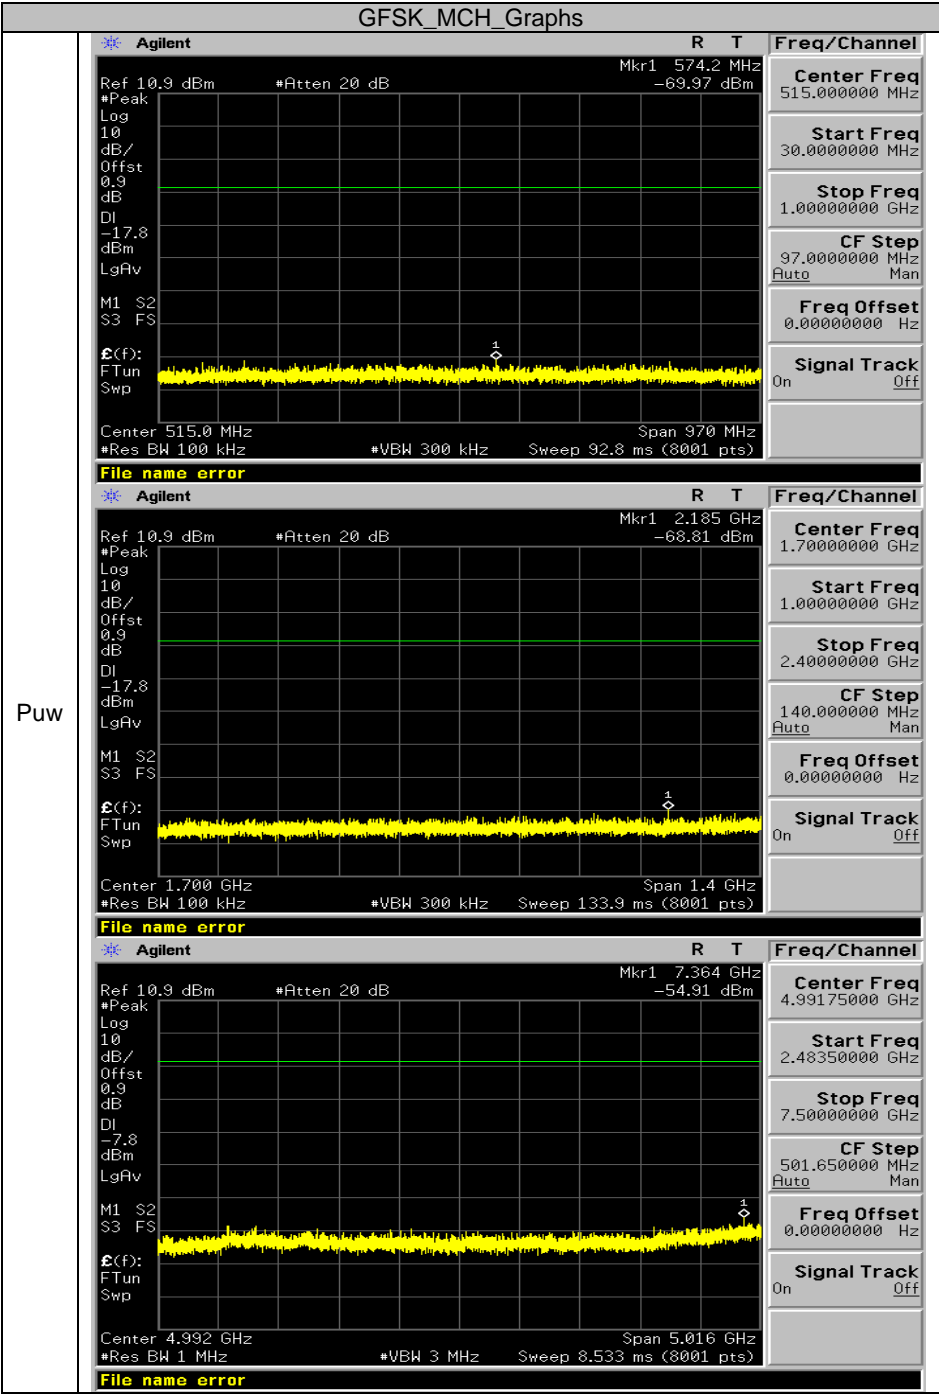 GFSK_MCH_Graphs
Puw
Agilent R T Freq/Channel
Mkr1 574.2 MHz
Ref 10.9 dBm #Atten 20 dB -69.97 dBm
#Peak
Log
10
dB/
Offst
0.9
dB
DI
-17.8
dBm
LgAv
M1 S2
S3 FS
£(f):
FTun
Swp
1
Center 515.0 MHz Span 970 MHz
#Res BW 100 kHz #VBW 300 kHz Sweep 92.8 ms (8001 pts)
File name error
Center Freq
515.000000 MHz
Start Freq
30.0000000 MHz
Stop Freq
1.00000000 GHz
CF Step
97.0000000 MHz
Auto Man
Freq Offset
0.00000000 Hz
Signal Track
On Off
Agilent R T Freq/Channel
Mkr1 2.185 GHz
Ref 10.9 dBm #Atten 20 dB -68.81 dBm
#Peak
Log
10
dB/
Offst
0.9
dB
DI
-17.8
dBm
LgAv
M1 S2
S3 FS
£(f):
FTun
Swp
1
Center 1.700 GHz Span 1.4 GHz
#Res BW 100 kHz #VBW 300 kHz Sweep 133.9 ms (8001 pts)
File name error
Center Freq
1.70000000 GHz
Start Freq
1.00000000 GHz
Stop Freq
2.40000000 GHz
CF Step
140.000000 MHz
Auto Man
Freq Offset
0.00000000 Hz
Signal Track
On Off
Agilent R T Freq/Channel
Mkr1 7.364 GHz
Ref 10.9 dBm #Atten 20 dB -54.91 dBm
#Peak
Log
10
dB/
Offst
0.9
dB
DI
-7.8
dBm
LgAv
M1 S2
S3 FS
£(f):
FTun
Swp
1
Center 4.992 GHz Span 5.016 GHz
#Res BW 1 MHz #VBW 3 MHz Sweep 8.533 ms (8001 pts)
File name error
Center Freq
4.99175000 GHz
Start Freq
2.48350000 GHz
Stop Freq
7.50000000 GHz
CF Step
501.650000 MHz
Auto Man
Freq Offset
0.00000000 Hz
Signal Track
On Off